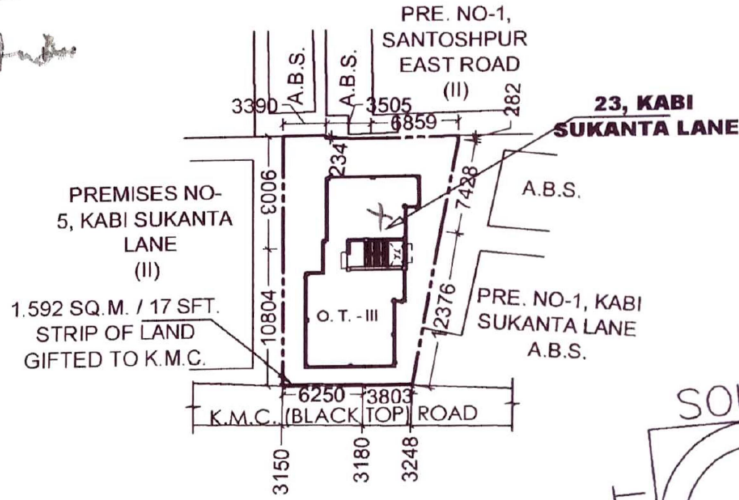 PRE. NO-1,
SANTOSHPUR
EAST ROAD
(II)
A.B.S.
A.B.S.
3390
3505
6859
282
23, KABI
SUKANTA LANE
234
9003
7428
A.B.S.
PREMISES NO-
5, KABI SUKANTA
LANE
(II)
1.592 SQ.M. / 17 SFT.
STRIP OF LAND
GIFTED TO K.M.C.
10804
O. T. - III
12376
PRE. NO-1, KABI
SUKANTA LANE
A.B.S.
6250
3803
K.M.C. (BLACK TOP) ROAD
3150
3180
3248